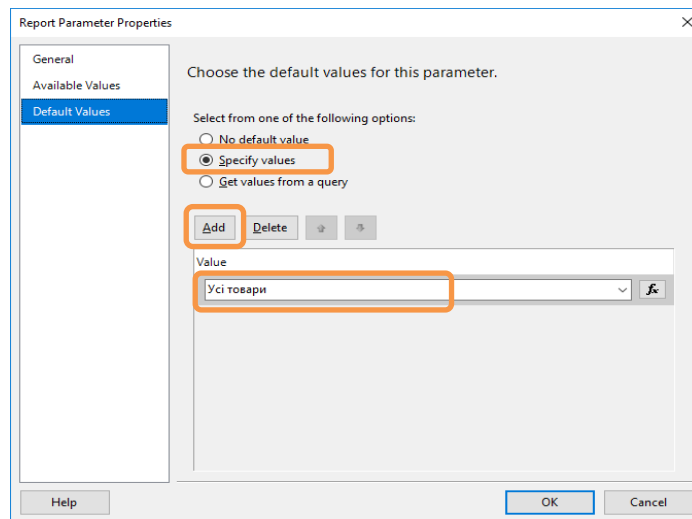 Report Parameter Properties
General
Available Values
Default Values
Choose the default values for this parameter.
Select from one of the following options:
No default value
Specify values
Get values from a query
Add Delete
Value
Усі товари
fx
Help OK Cancel